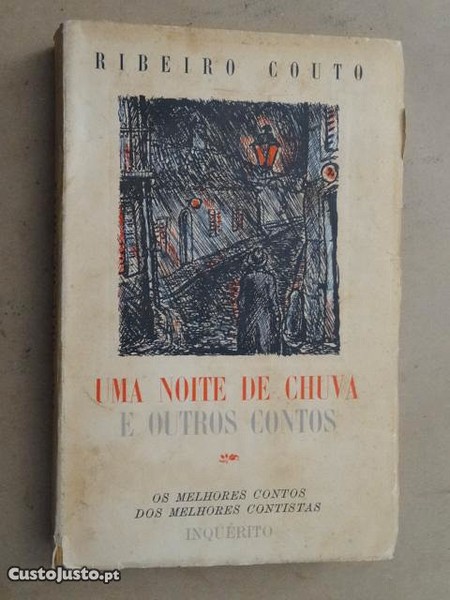 RIBEIRO COUTO
UMA NOITE DE CHUVA
E OUTROS CONTOS
OS MELHORES CONTOS
DOS MELHORES CONTISTAS
INQUÉRITO
CustoJusto.pt